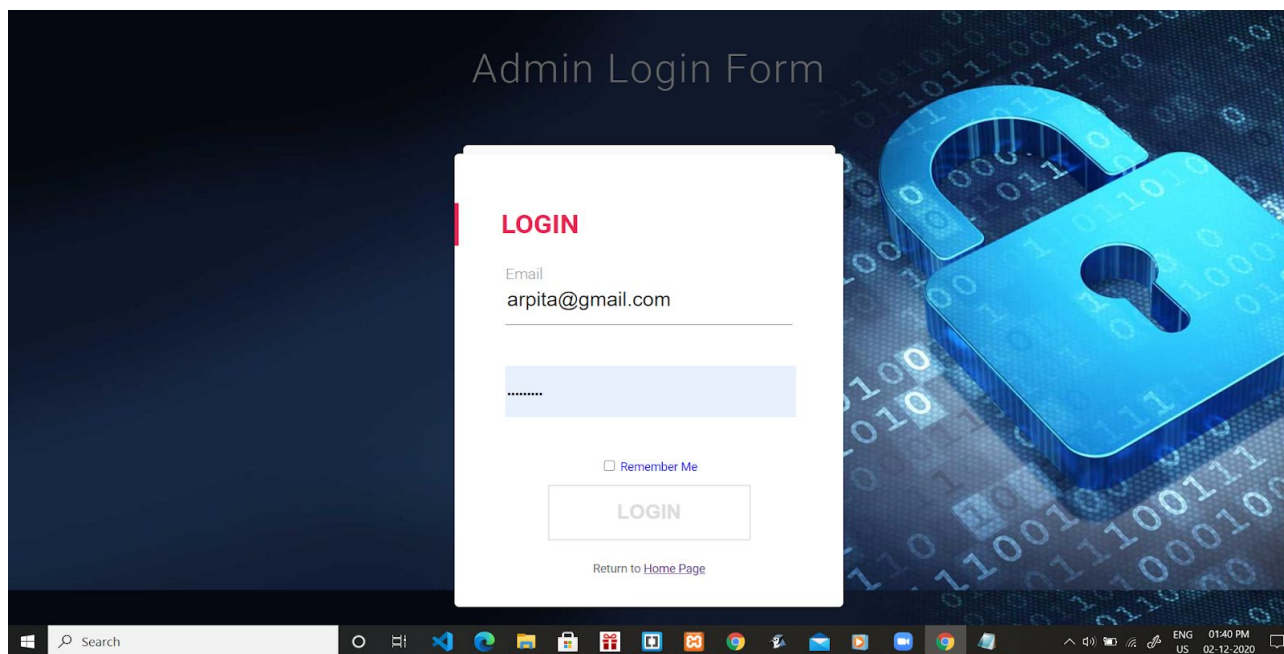 Admin Login Form
LOGIN
Email
arpita@gmail.com
Remember Me
LOGIN
Return to Home Page
Search
ENG
US
01:40 PM
02-12-2020